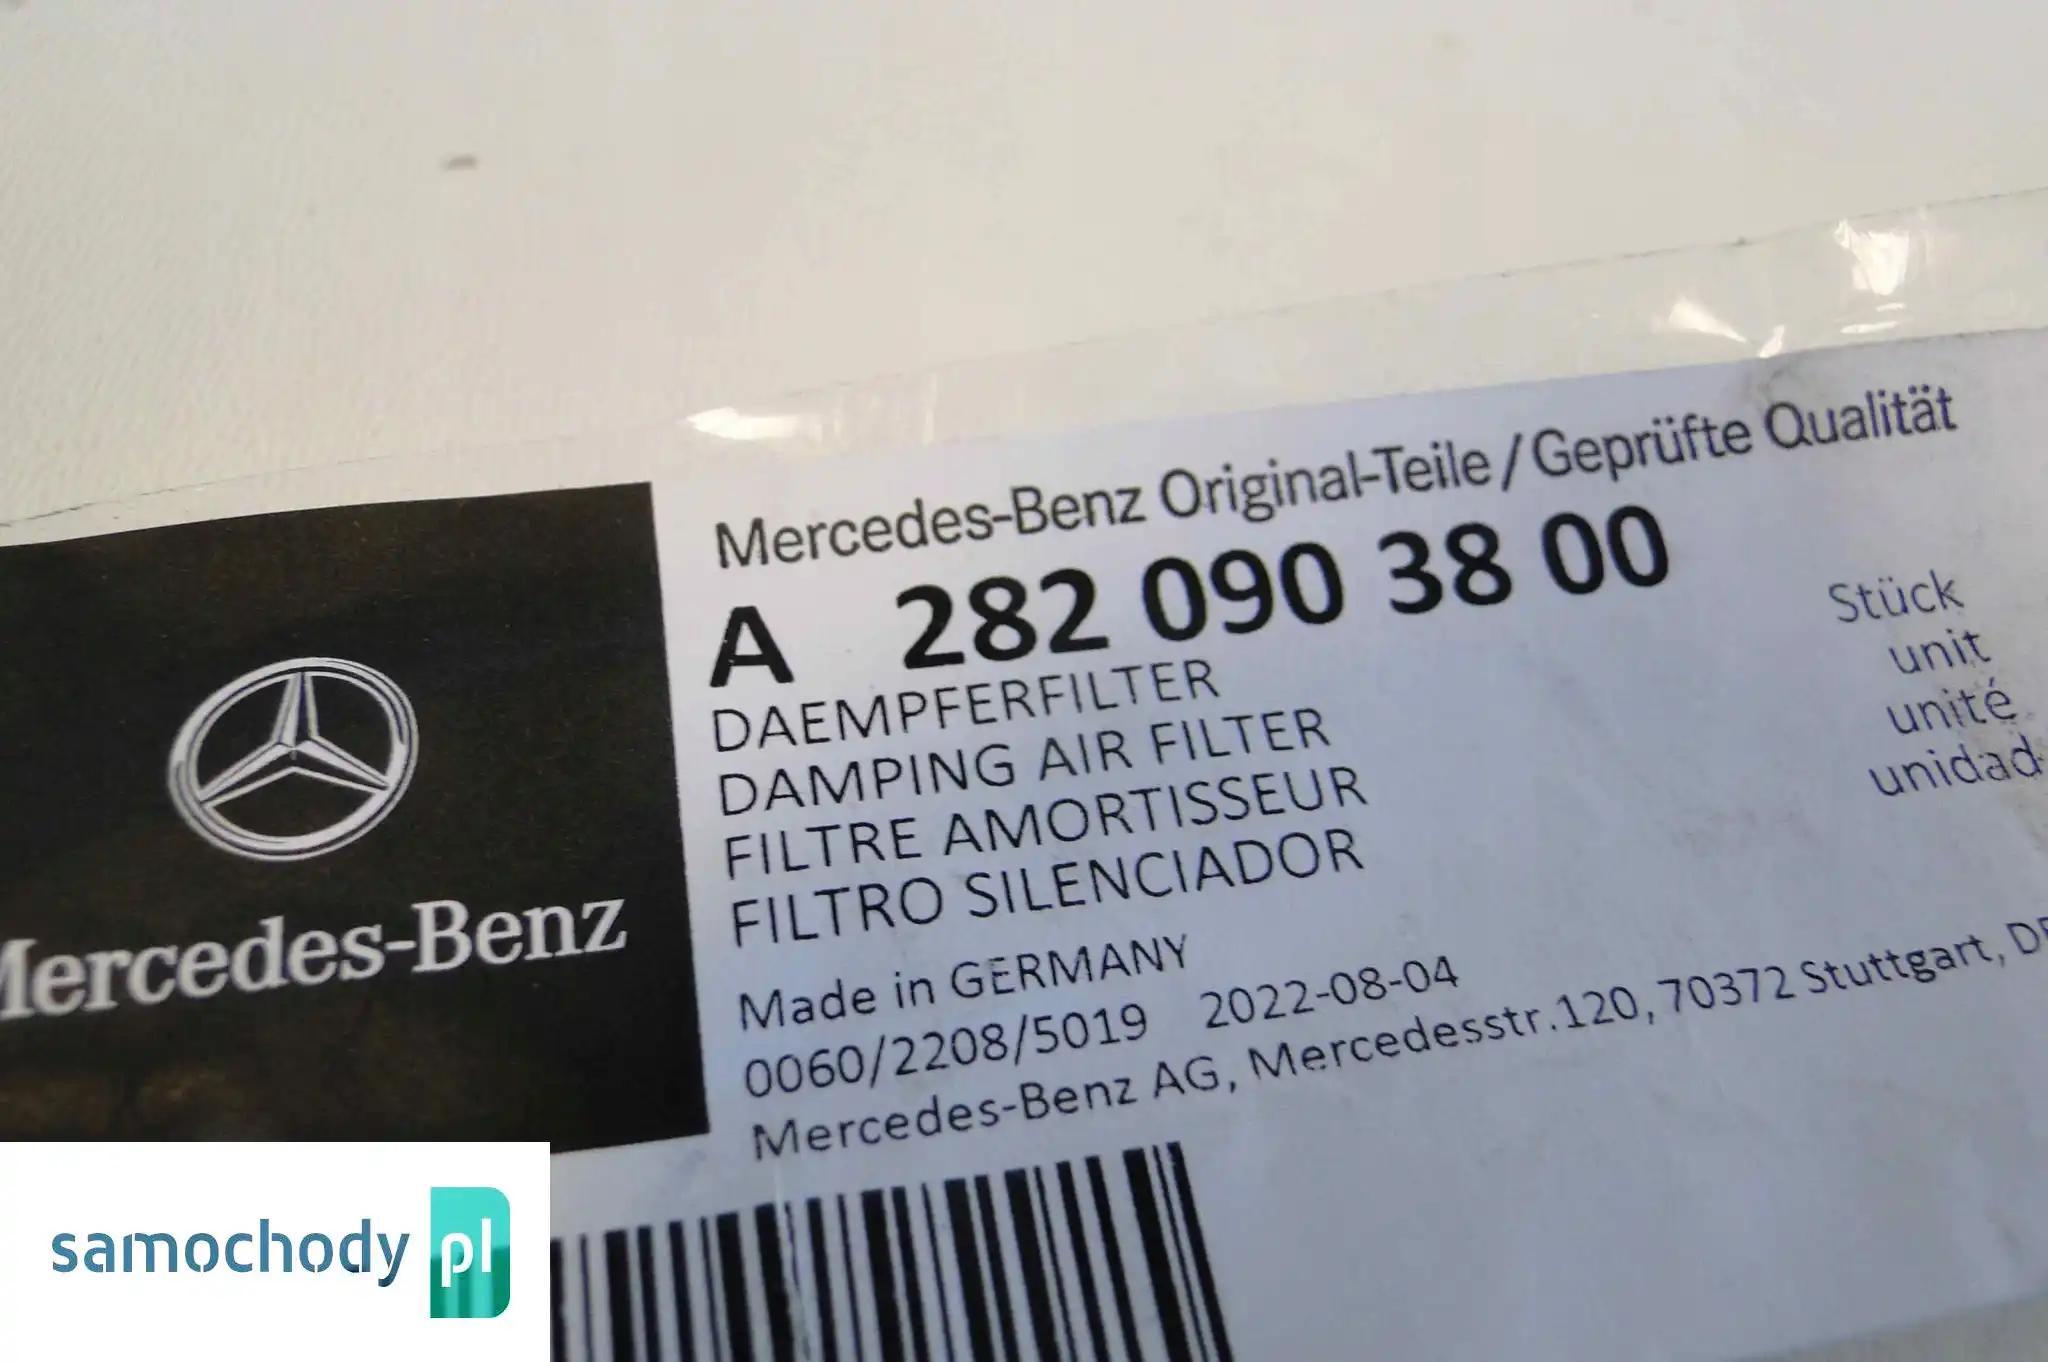 Mercedes-Benz Original-Teile / Geprüfte Qualität
A 282 090 38 00
DAEMPFERFILTER
DAMPING AIR FILTER
FILTRE AMORTISSEUR
FILTRO SILENCIADOR
Stück
unit
unité
unidad
Made in GERMANY
0060/2208/5019 2022-08-04
Mercedes-Benz AG, Mercedesstr.120, 70372 Stuttgart, DE
Mercedes-Benz
samochody pl